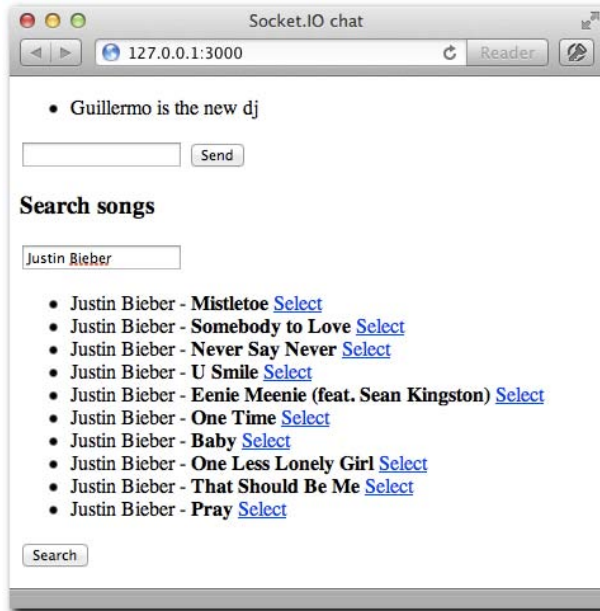 Socket.IO chat
127.0.0.1:3000
Reader
Guillermo is the new dj
Send
Search songs
Justin Bieber
Justin Bieber - Mistletoe Select
Justin Bieber - Somebody to Love Select
Justin Bieber - Never Say Never Select
Justin Bieber - U Smile Select
Justin Bieber - Eenie Meenie (feat. Sean Kingston) Select
Justin Bieber - One Time Select
Justin Bieber - Baby Select
Justin Bieber - One Less Lonely Girl Select
Justin Bieber - That Should Be Me Select
Justin Bieber - Pray Select
Search